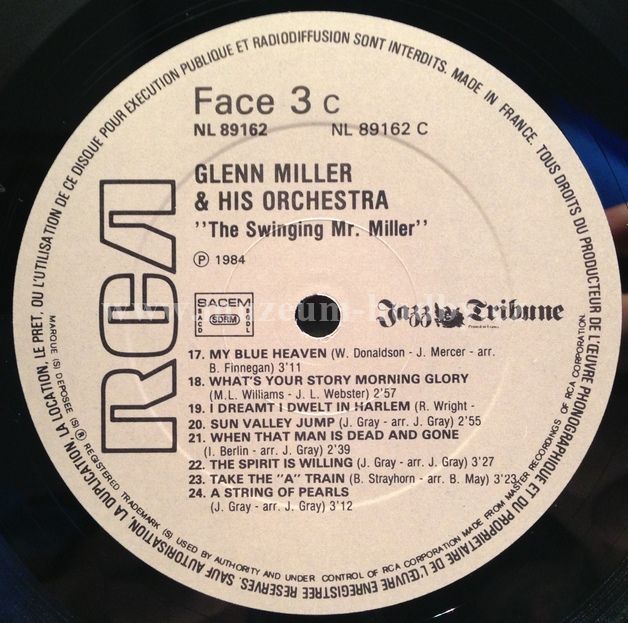 TOUS DROITS DU PRODUCTEUR DE L'ŒUVRE PHONOGRAPHIQUE ET DU PROPRIÉTAIRE DE L'ŒUVRE ENREGISTRÉE RÉSERVÉS. SAUF AUTORISATION, LA DUPLICATION, LA LOCATION, LE PRET, OU L'UTILISATION DE CE DISQUE POUR EXECUTION PUBLIQUE ET RADIODIFFUSION SONT INTERDITS. MADE IN FRANCE.
Face 3 C
NL 89162 NL 89162 C
GLENN MILLER
& HIS ORCHESTRA
"The Swinging Mr. Miller"
℗ 1984
RCA
SACEM
SACD SDRM SGDL
Jazz Tribune
17. MY BLUE HEAVEN (W. Donaldson - J. Mercer - arr.
B. Finnegan) 3'11
18. WHAT'S YOUR STORY MORNING GLORY
(M.L. Williams - J. L. Webster) 2'57
19. I DREAMT I DWELT IN HARLEM (R. Wright -
20. SUN VALLEY JUMP (J. Gray - arr. J. Gray) 2'55
21. WHEN THAT MAN IS DEAD AND GONE
(I. Berlin - arr. J. Gray) 2'39
22. THE SPIRIT IS WILLING (J. Gray - arr. J. Gray) 3'27
23. TAKE THE "A" TRAIN (B. Strayhorn - arr. B. May) 3'23
24. A STRING OF PEARLS
(J. Gray - arr. J. Gray) 3'12
MARQUE (S) DEPOSEE (S) ® REGISTERED TRADEMARK (S) USED BY AUTHORITY AND UNDER CONTROL OF RCA CORPORATION MADE FROM MASTER RECORDINGS OF RCA CORPORATION.